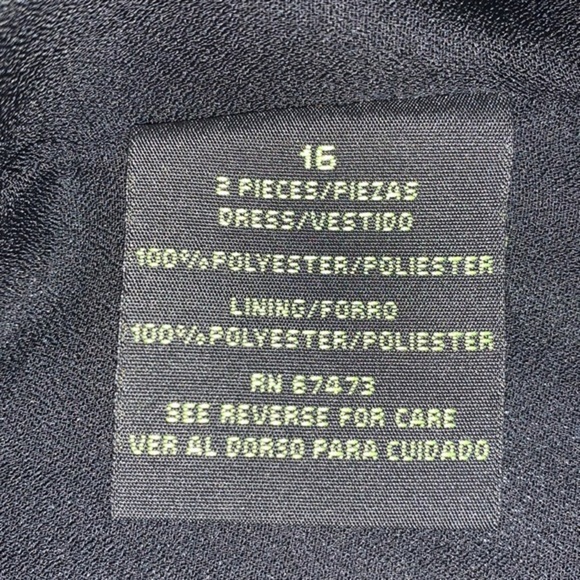 16
2 PIECES/PIEZAS
DRESS/VESTIDO
100% POLYESTER/POLIESTER
LINING/FORRO
100% POLYESTER/POLIESTER
RN 67473
SEE REVERSE FOR CARE
VER AL DORSO PARA CUIDADO